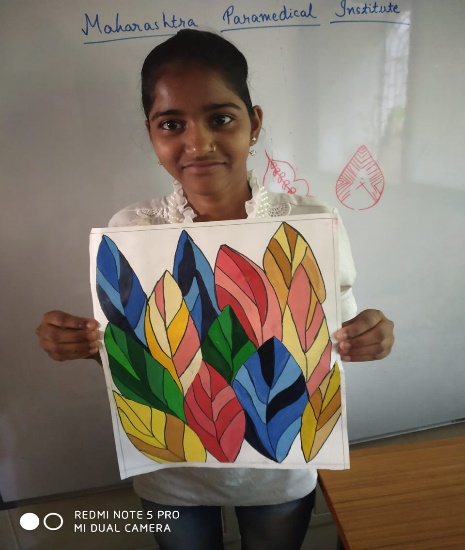 Maharashtra Paramedical Institute
REDMI NOTE 5 PRO
MI DUAL CAMERA